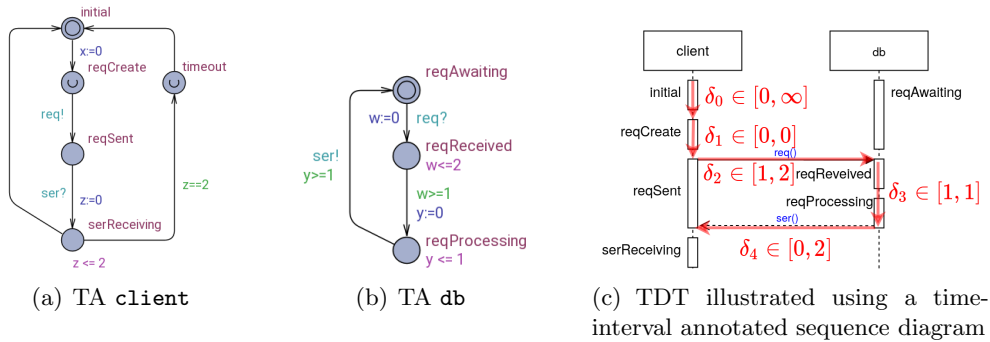 initial
x:=0
reqCreate
timeout
req!
reqSent
z==2
ser?
z:=0
serReceiving
z <= 2
(a) TA client
reqAwaiting
w:=0
req?
ser!
y>=1
reqReceived
w<=2
w>=1
y:=0
reqProcessing
y <= 1
(b) TA db
client
db
initial
δ₀ ∈ [0, ∞]
reqAwaiting
reqCreate
δ₁ ∈ [0, 0]
req()
δ₂ ∈ [1, 2]
reqReveived
reqSent
δ₃ ∈ [1, 1]
reqProcessing
ser()
serReceiving
δ₄ ∈ [0, 2]
(c) TDT illustrated using a time-
interval annotated sequence diagram